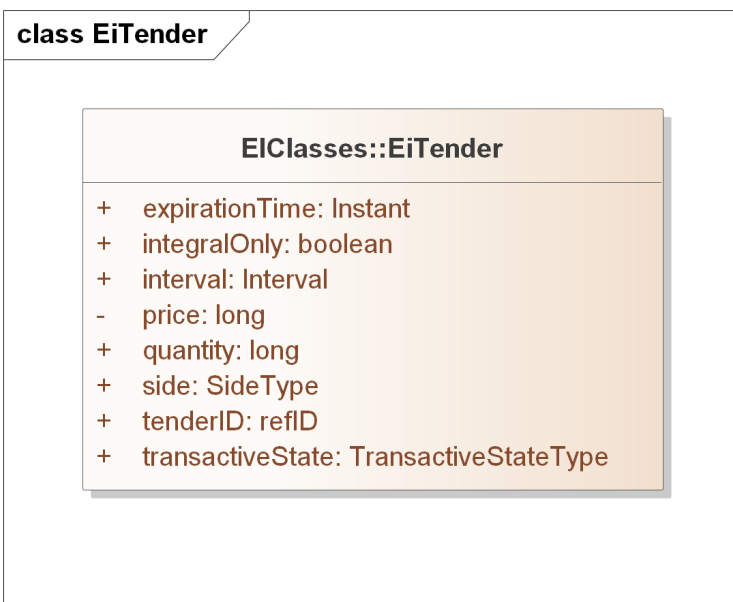 class EiTender
EIClasses::EiTender
+ expirationTime: Instant
+ integralOnly: boolean
+ interval: Interval
- price: long
+ quantity: long
+ side: SideType
+ tenderID: refID
+ transactiveState: TransactiveStateType